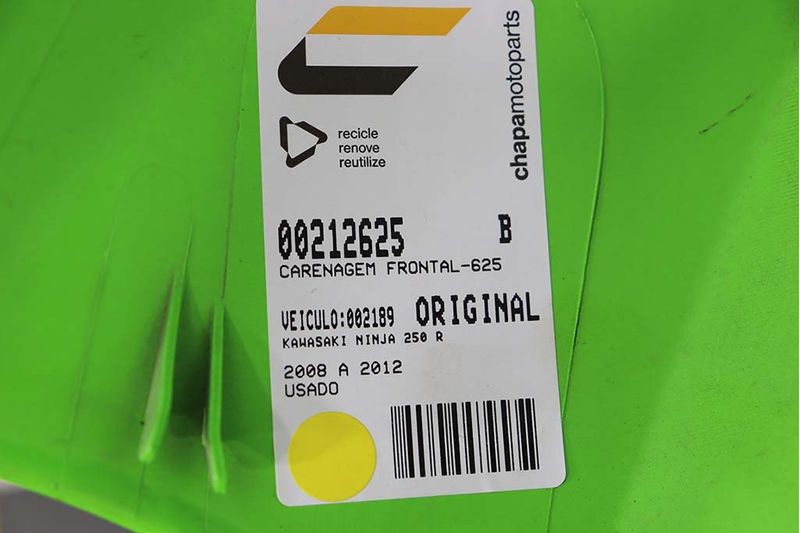 chapamotoparts
recicle
renove
reutilize
00212625 B
CARENAGEM FRONTAL-625
VEICULO:002189 ORIGINAL
KAWASAKI NINJA 250 R
2008 A 2012
USADO